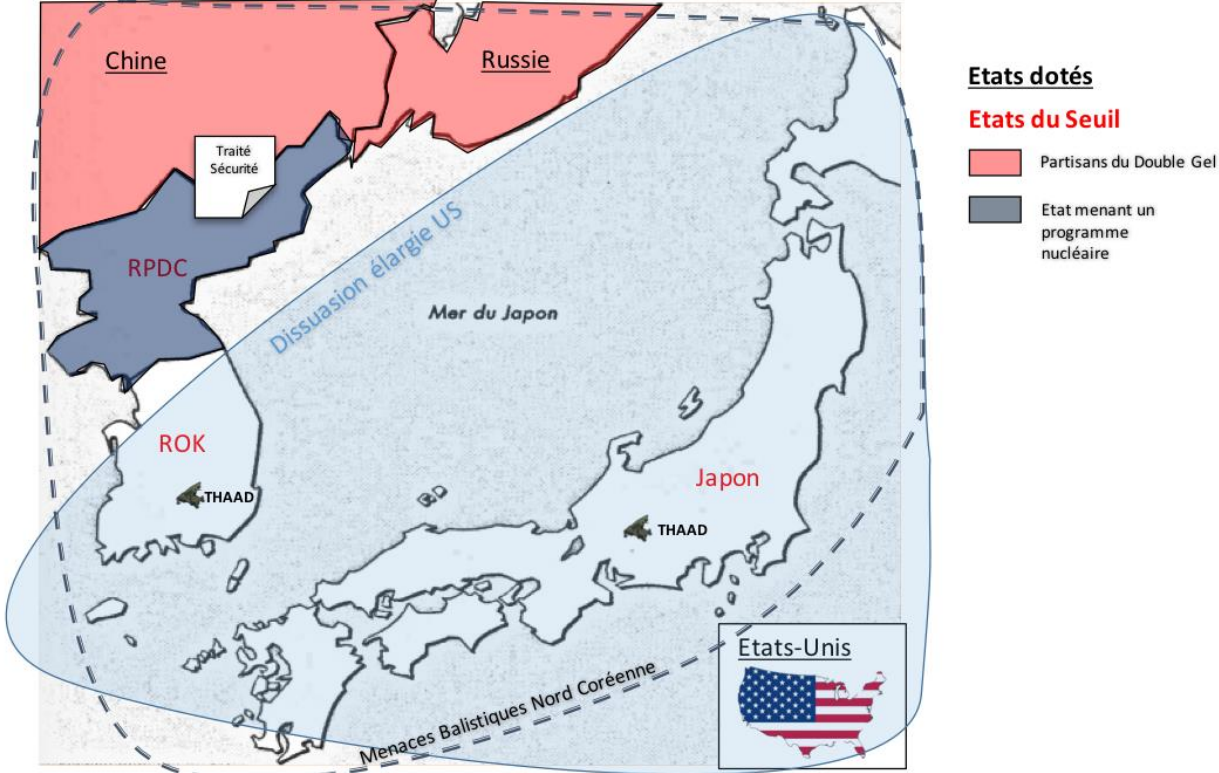 Chine
Russie
Traité
Sécurité
RPDC
Dissuasion élargie US
Mer du Japon
ROK
THAAD
Japon
THAAD
Menaces Balistiques Nord Coréenne
Etats-Unis
Etats dotés
Etats du Seuil
Partisans du Double Gel
Etat menant un
programme
nucléaire